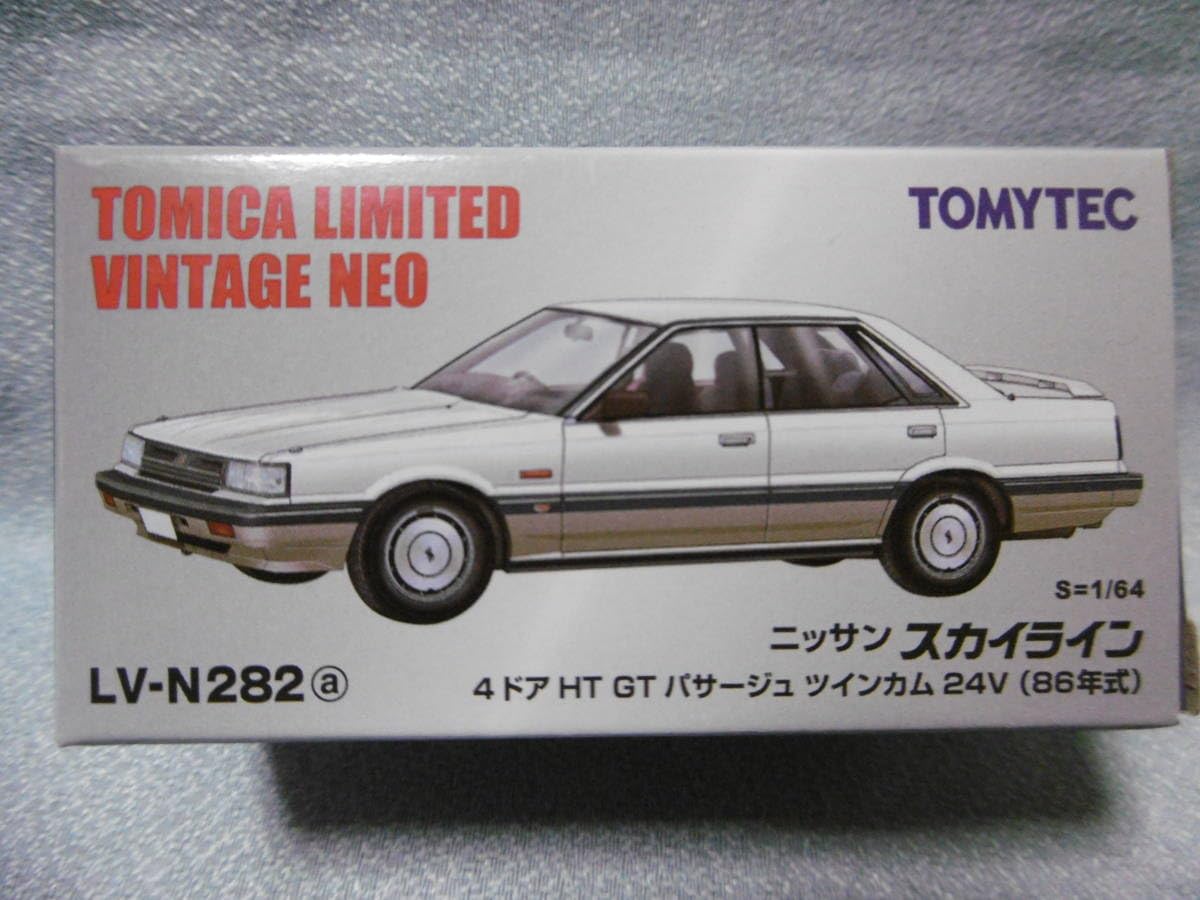 TOMICA LIMITED
VINTAGE NEO
TOMYTEC
S=1/64
ニッサン スカイライン
LV-N282ⓐ
4ドア HT GT パサージュ ツインカム 24V (86年式)